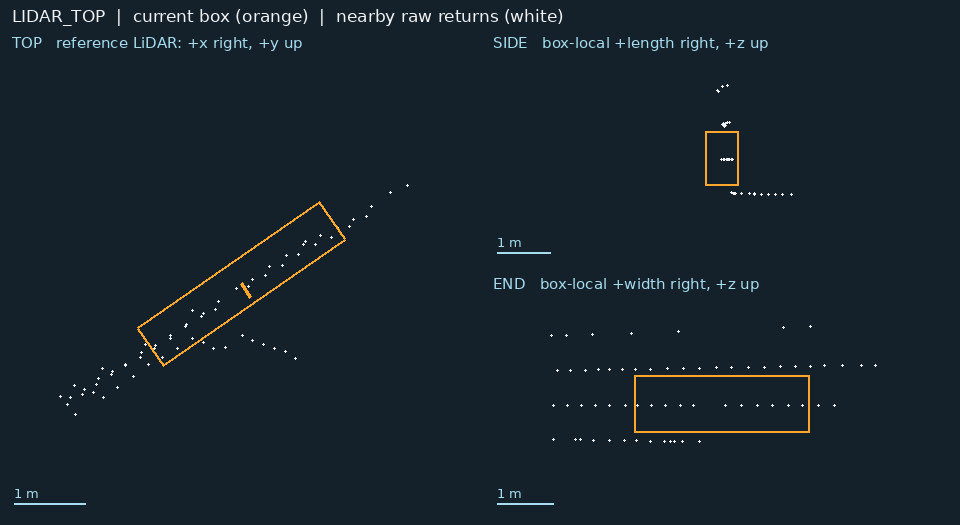 LIDAR_TOP | current box (orange) | nearby raw returns (white)
TOP reference LiDAR: +x right, +y up
SIDE box-local +length right, +z up
1 m
END box-local +width right, +z up
1 m
1 m